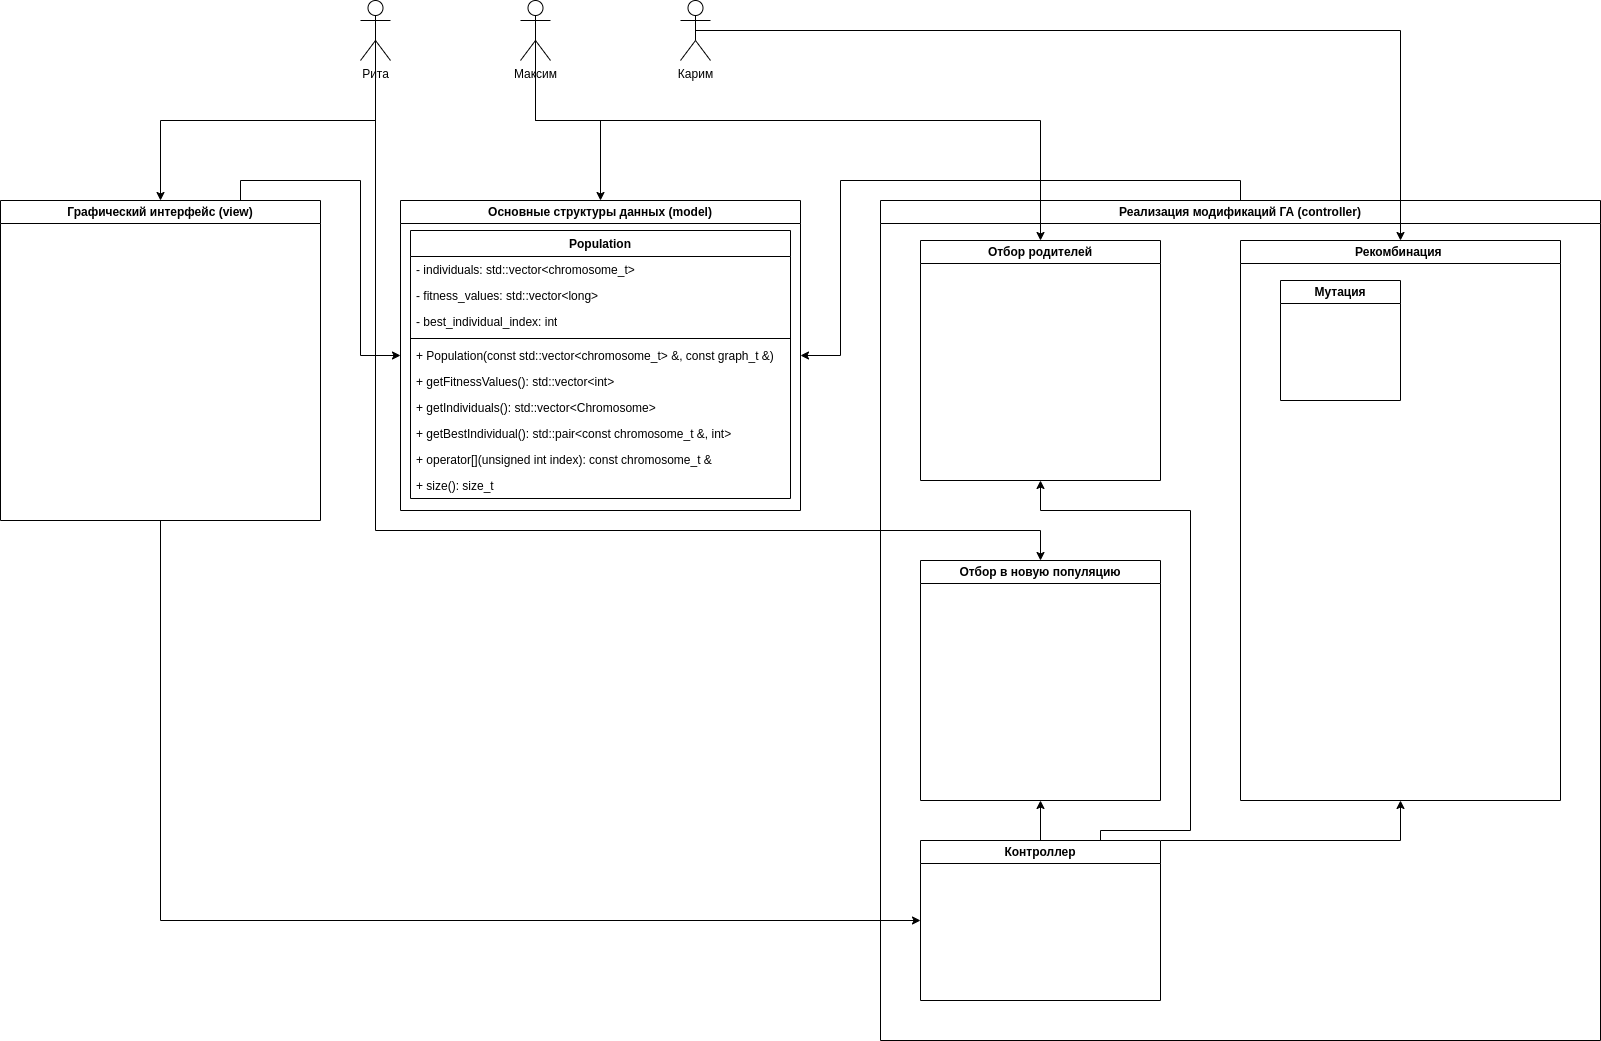 Рита
Максим
Карим
Графический интерфейс (view)
Основные структуры данных (model)
Реализация модификаций ГА (controller)
Population
- individuals: std::vector<chromosome_t>
- fitness_values: std::vector<long>
- best_individual_index: int
+ Population(const std::vector<chromosome_t> &, const graph_t &)
+ getFitnessValues(): std::vector<int>
+ getIndividuals(): std::vector<Chromosome>
+ getBestIndividual(): std::pair<const chromosome_t &, int>
+ operator[](unsigned int index): const chromosome_t &
+ size(): size_t
Отбор родителей
Рекомбинация
Мутация
Отбор в новую популяцию
Контроллер